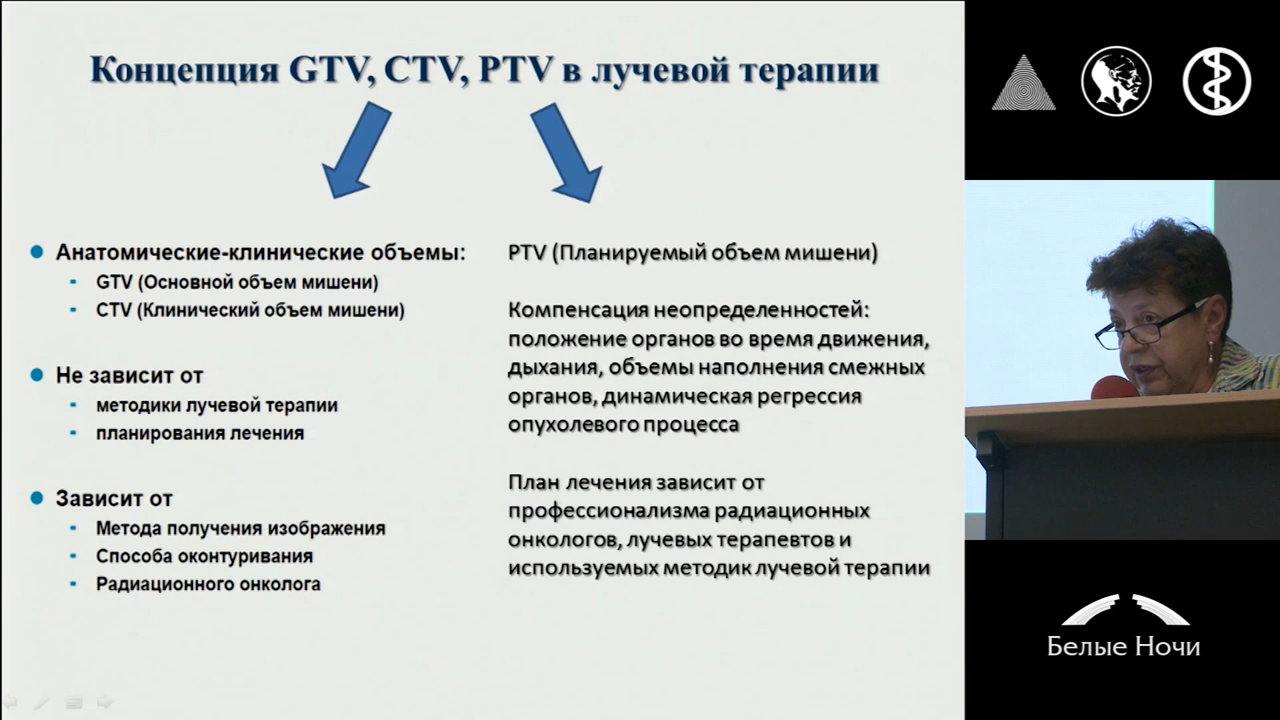 Концепция GTV, CTV, PTV в лучевой терапии
Анатомические-клинические объемы:
GTV (Основной объем мишени)
CTV (Клинический объем мишени)
Не зависит от
методики лучевой терапии
планирования лечения
Зависит от
Метода получения изображения
Способа оконтуривания
Радиационного онколога
PTV (Планируемый объем мишени)
Компенсация неопределенностей:
положение органов во время движения,
дыхания, объемы наполнения смежных
органов, динамическая регрессия
опухолевого процесса
План лечения зависит от
профессионализма радиационных
онкологов, лучевых терапевтов и
используемых методик лучевой терапии
Белые Ночи